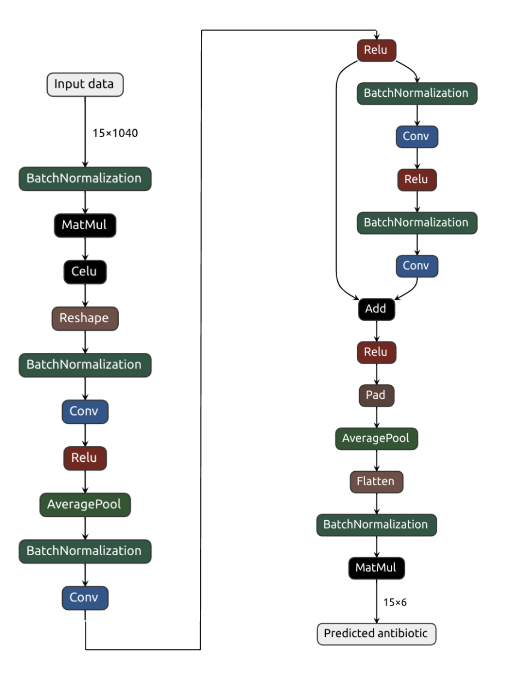 Input data
15×1040
BatchNormalization
MatMul
Celu
Reshape
BatchNormalization
Conv
Relu
AveragePool
BatchNormalization
Conv
Relu
BatchNormalization
Conv
Relu
BatchNormalization
Conv
Add
Relu
Pad
AveragePool
Flatten
BatchNormalization
MatMul
15×6
Predicted antibiotic